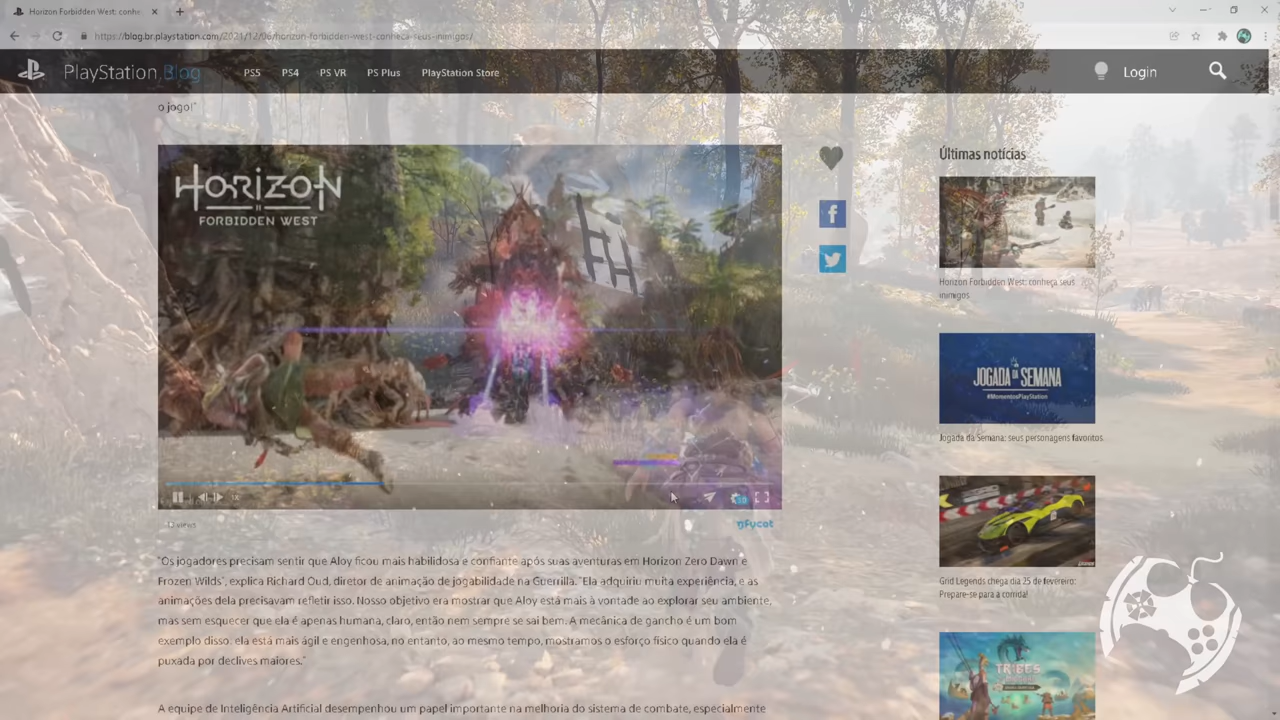 Horizon Forbidden West: conhe
https://blog.br.playstation.com/2021/12/06/horizon-forbidden-west-conheca-seus-inimigos/
PlayStation.Blog
PS5
PS4
PS VR
PS Plus
PlayStation Store
Login
o jogo!"
HORIZON
FORBIDDEN WEST
views
gfycat
"Os jogadores precisam sentir que Aloy ficou mais habilidosa e confiante após suas aventuras em Horizon Zero Dawn e
Frozen Wilds", explica Richard Oud, diretor de animação de jogabilidade na Guerrilla. "Ela adquiriu muita experiência, e as
animações dela precisavam refletir isso. Nosso objetivo era mostrar que Aloy está mais à vontade ao explorar seu ambiente,
mas sem esquecer que ela é apenas humana, claro, então nem sempre se sai bem. A mecânica de gancho é um bom
exemplo disso: ela está mais ágil e engenhosa, no entanto, ao mesmo tempo, mostramos o esforço físico quando ela é
puxada por declives maiores."
A equipe de Inteligência Artificial desempenhou um papel importante na melhoria do sistema de combate, especialmente
Últimas notícias
Horizon Forbidden West: conheça seus
inimigos
JOGADA DA SEMANA
#MomentosPlayStation
Jogada da Semana: seus personagens favoritos
Grid Legends chega dia 25 de fevereiro:
Prepare-se para a corrida!
TRIBES